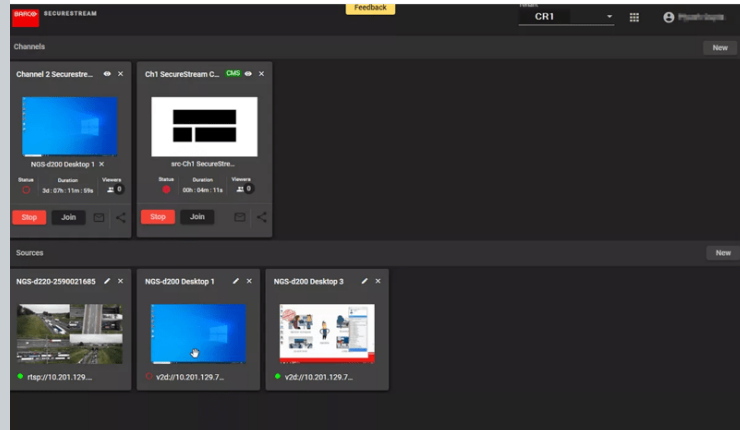 BARCO SECURESTREAM
Feedback
CR1
Channels
New
Channel 2 Securestre...
NGS-d200 Desktop 1
Status Duration Viewers
3d : 07h : 11m : 59s 0
Stop Join
Ch1 SecureStream C... CMS
src-Ch1 SecureStre...
Status Duration Viewers
00h : 04m : 11s 0
Stop Join
Sources
New
NGS-d220-2590021685
rtsp://10.201.129....
NGS-d200 Desktop 1
v2d://10.201.129.7...
NGS-d200 Desktop 3
v2d://10.201.129.7...